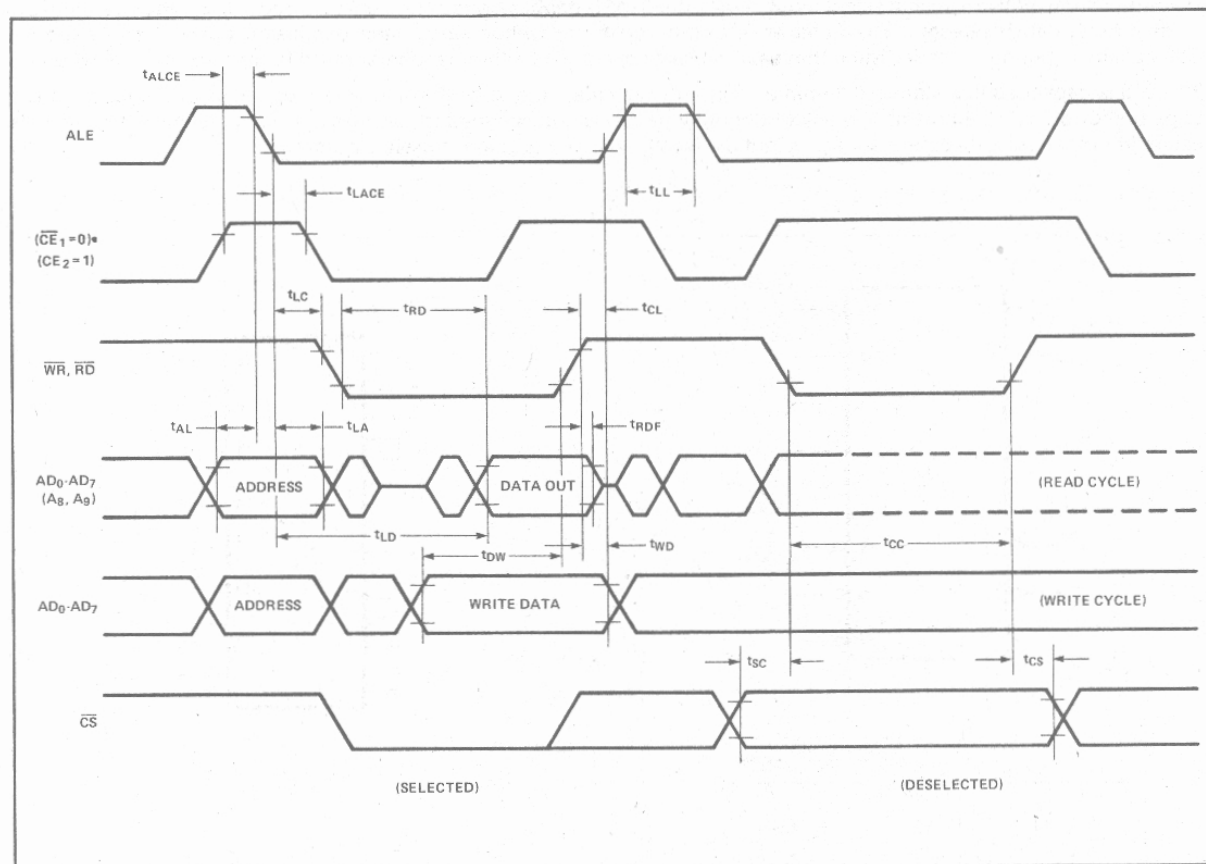 tALCE
ALE
tLACE
tLL
(CE1=0)•
(CE2=1)
tLC
tRD
tCL
WR, RD
tAL
tLA
tRDF
AD0-AD7
(A8, A9)
ADDRESS
DATA OUT
(READ CYCLE)
tLD
tWD
tCC
tDW
AD0-AD7
ADDRESS
WRITE DATA
(WRITE CYCLE)
tSC
tCS
CS
(SELECTED)
(DESELECTED)